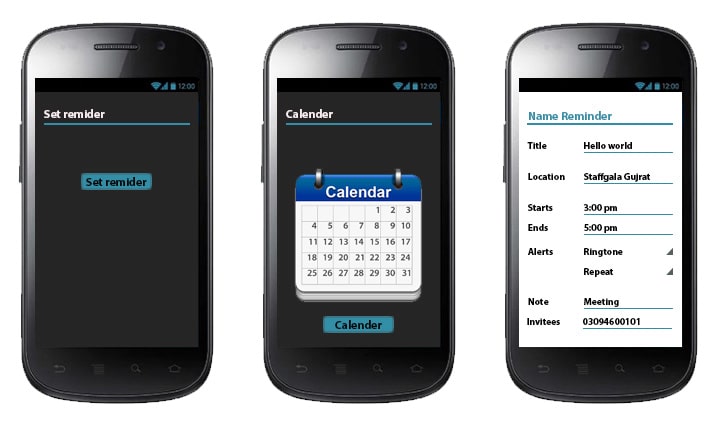 12:00
Set remider
Set remider
12:00
Calender
Calendar
1 2 3
4 5 6 7 8 9 10
11 12 13 14 15 16 17
18 19 20 21 22 23 24
25 26 27 28 29 30 31
Calender
12:00
Name Reminder
Title Hello world
Location Staffgala Gujrat
Starts 3:00 pm
Ends 5:00 pm
Alerts Ringtone
Repeat
Note Meeting
Invitees 03094600101